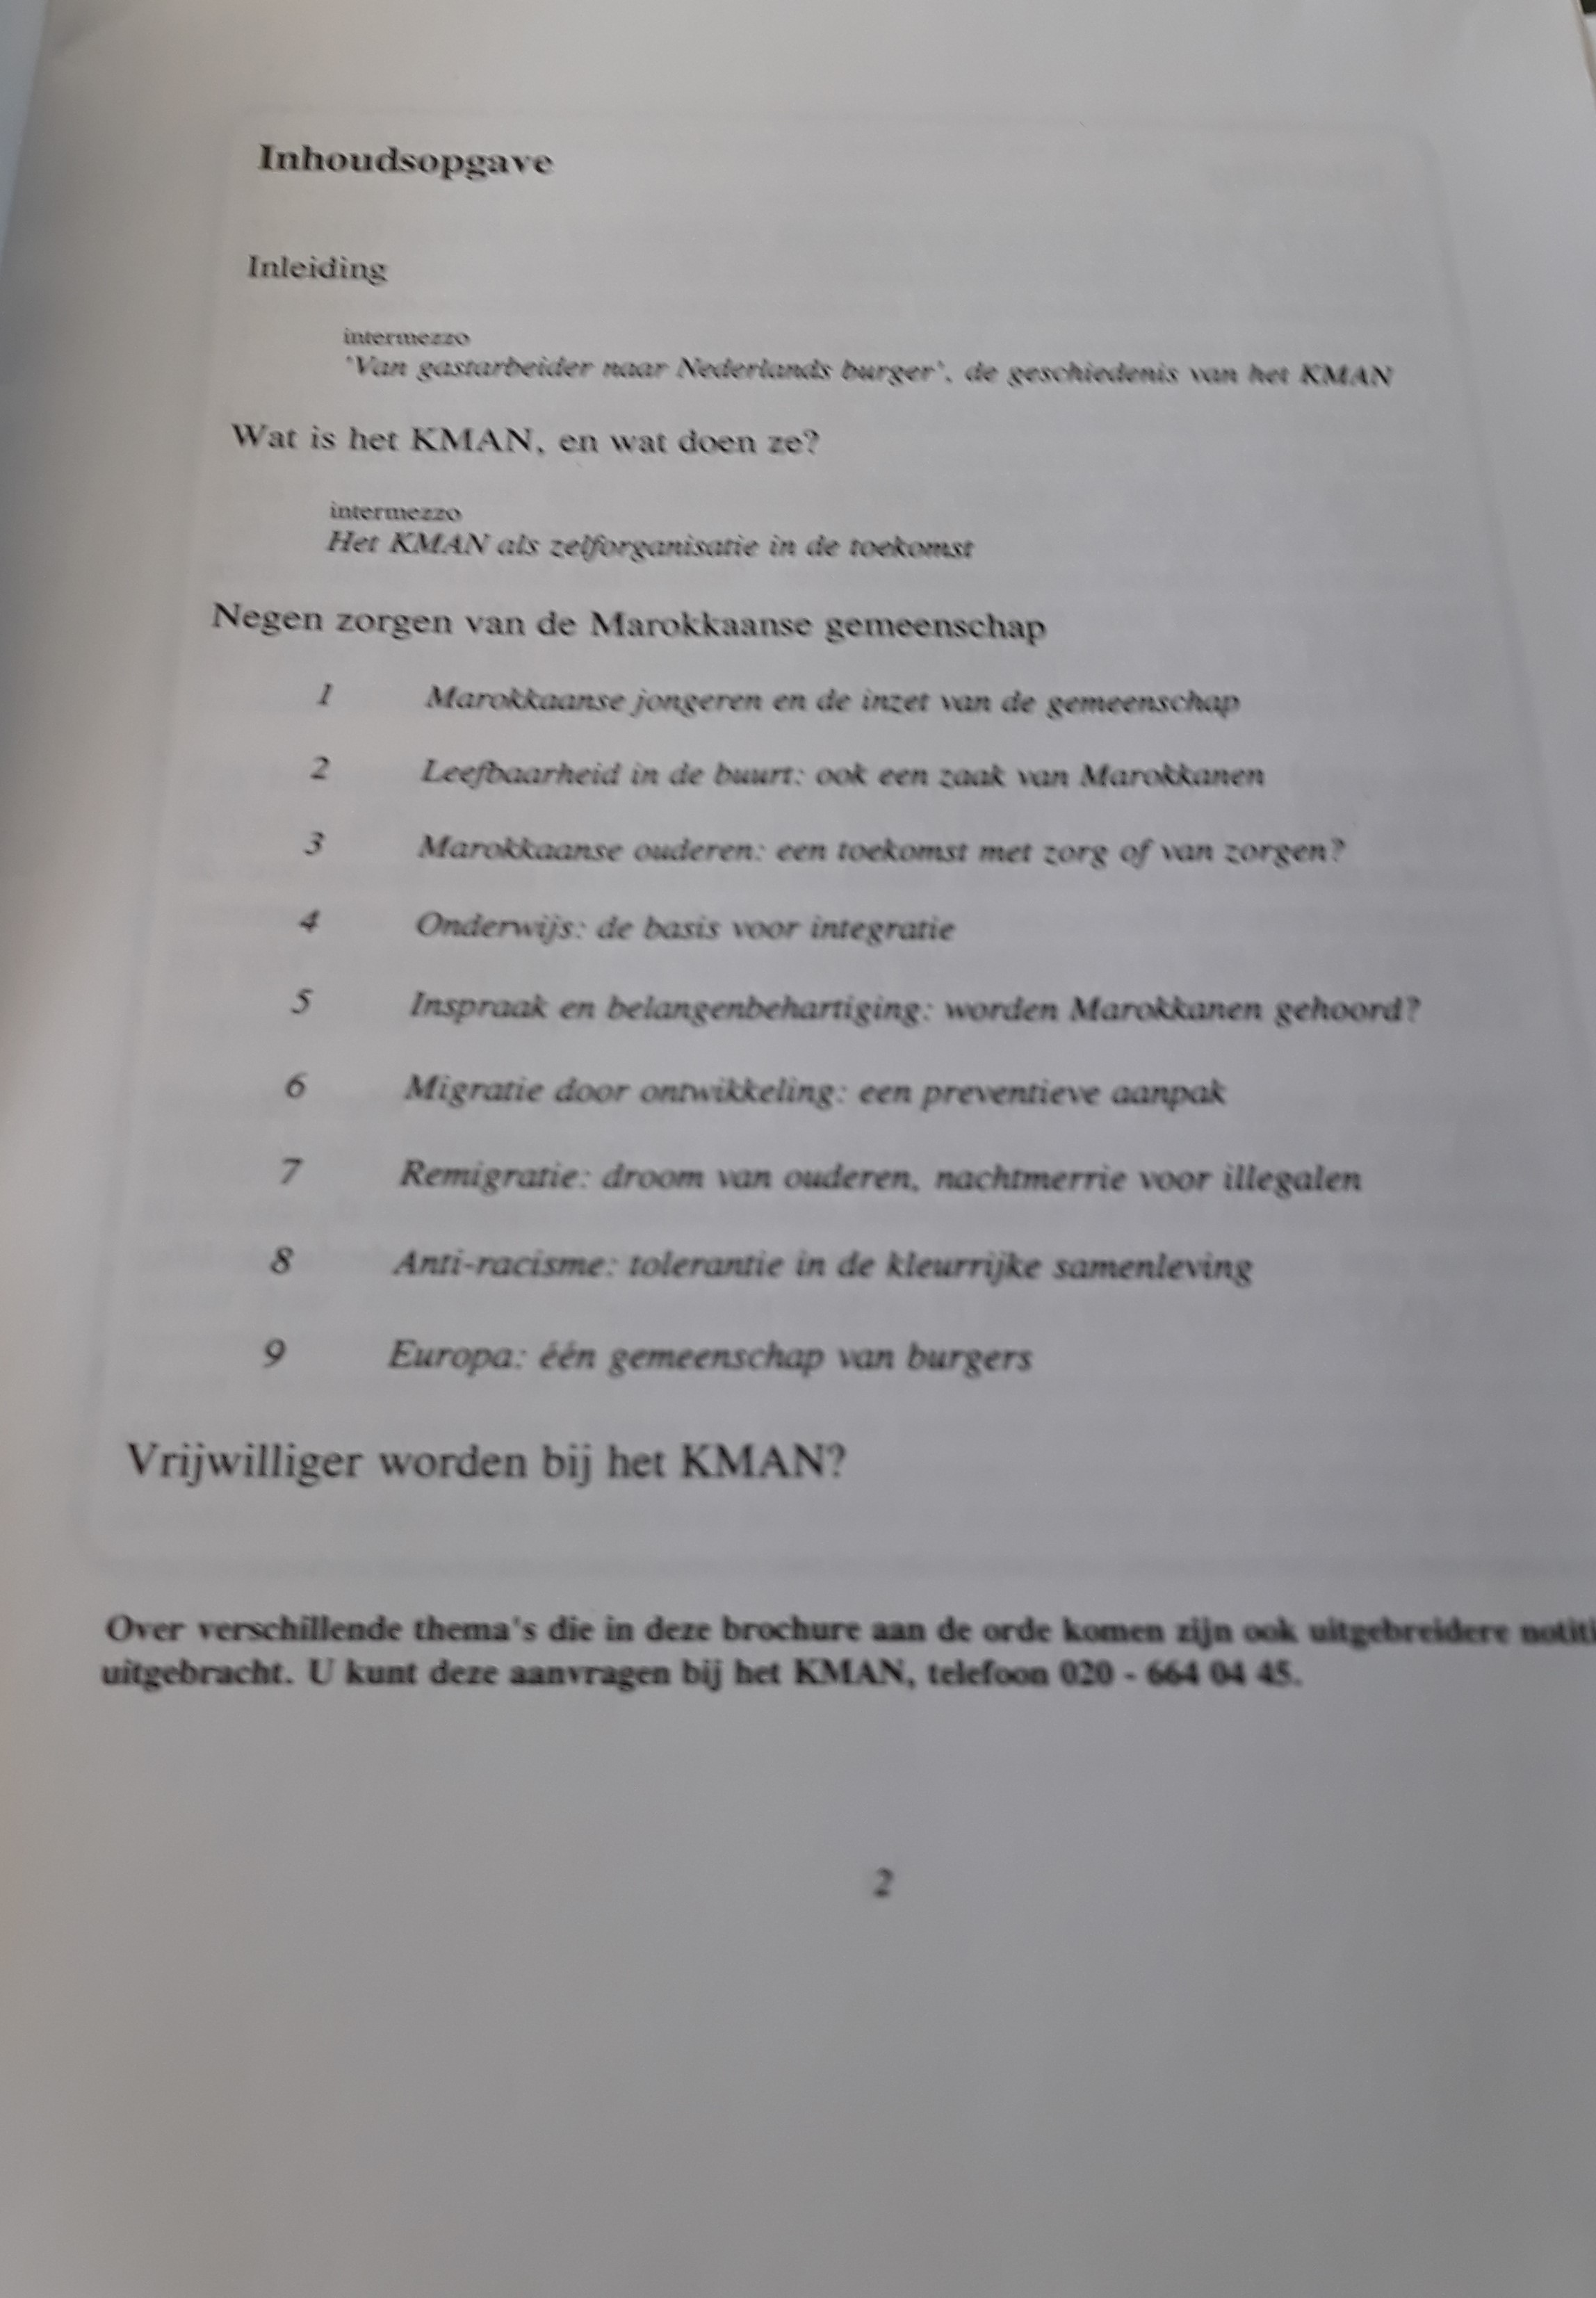 Inhoudsopgave
Inleiding
intermezzo
'Van gastarbeider naar Nederlands burger', de geschiedenis van het KMAN
Wat is het KMAN, en wat doen ze?
intermezzo
Het KMAN als zelforganisatie in de toekomst
Negen zorgen van de Marokkaanse gemeenschap
1 Marokkaanse jongeren en de inzet van de gemeenschap
2 Leefbaarheid in de buurt: ook een zaak van Marokkanen
3 Marokkaanse ouderen: een toekomst met zorg of van zorgen?
4 Onderwijs: de basis voor integratie
5 Inspraak en belangenbehartiging: worden Marokkanen gehoord?
6 Migratie door ontwikkeling: een preventieve aanpak
7 Remigratie: droom van ouderen, nachtmerrie voor illegalen
8 Anti-racisme: tolerantie in de kleurrijke samenleving
9 Europa: één gemeenschap van burgers
Vrijwilliger worden bij het KMAN?
Over verschillende thema's die in deze brochure aan de orde komen zijn ook uitgebreidere
uitgebracht. U kunt deze aanvragen bij het KMAN, telefoon 020 - 664 04 45.
2